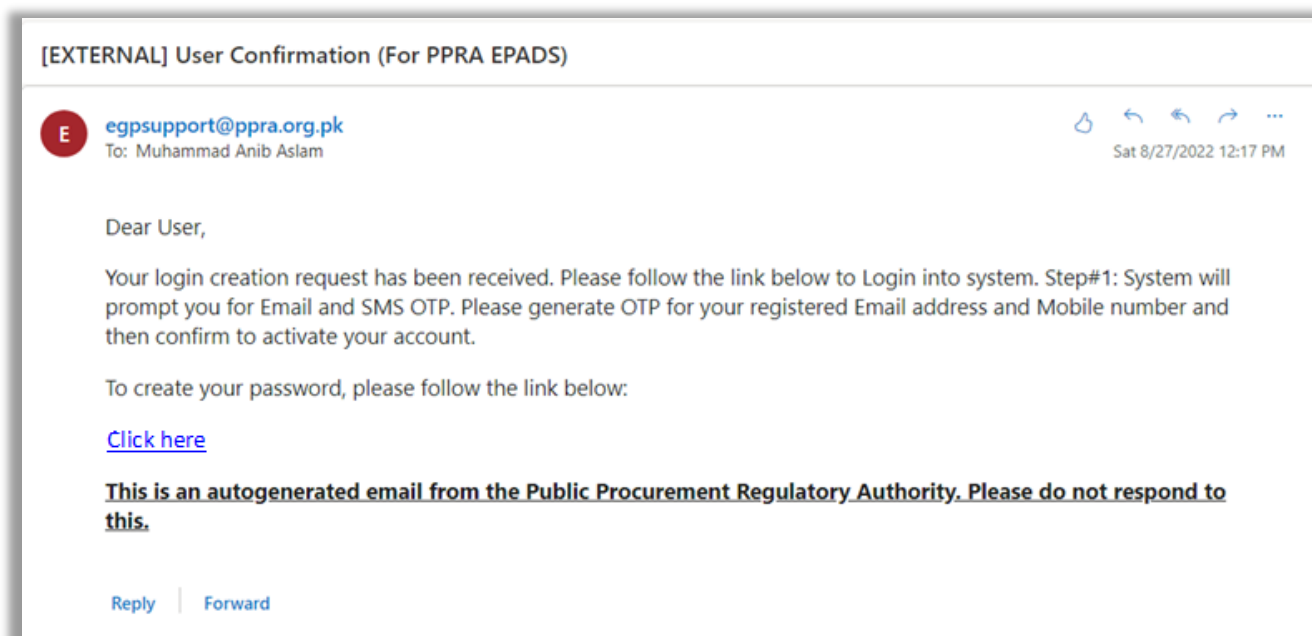 [EXTERNAL] User Confirmation (For PPRA EPADS)
E
egpsupport@ppra.org.pk
To: Muhammad Anib Aslam
Sat 8/27/2022 12:17 PM
Dear User,
Your login creation request has been received. Please follow the link below to Login into system. Step#1: System will
prompt you for Email and SMS OTP. Please generate OTP for your registered Email address and Mobile number and
then confirm to activate your account.
To create your password, please follow the link below:
Click here
This is an autogenerated email from the Public Procurement Regulatory Authority. Please do not respond to
this.
Reply
Forward